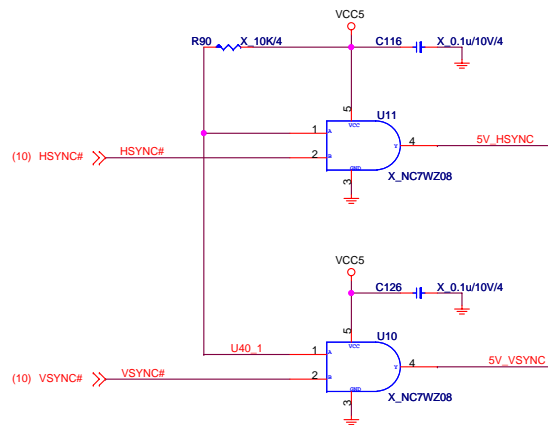 VCC5
R90 X_10K/4 C116 X_0.1u/10V/4
5 U11
VCC
1 A
(10) HSYNC# HSYNC# 2 B Y 4 5V_HSYNC
GND
3 X_NC7WZ08
VCC5
C126 X_0.1u/10V/4
5 U10
VCC
U40_1 1 A
(10) VSYNC# VSYNC# 2 B Y 4 5V_VSYNC
GND
3 X_NC7WZ08